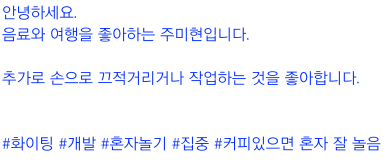 안녕하세요.
음료와 여행을 좋아하는 주미현입니다.
추가로 손으로 끄적거리거나 작업하는 것을 좋아합니다.
#화이팅 #개발 #혼자놀기 #집중 #커피있으면 혼자 잘 놀음